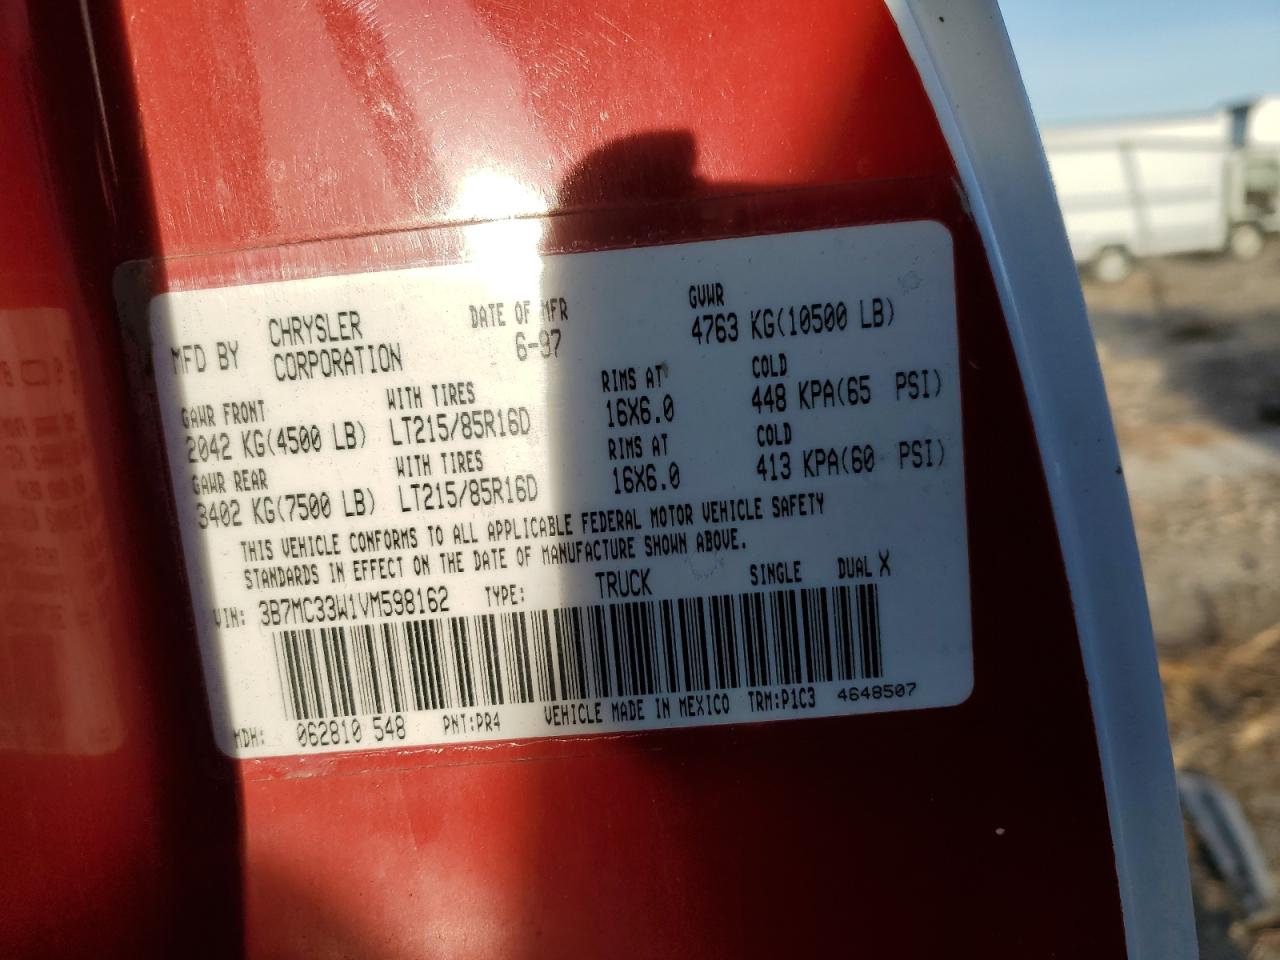 MFD BY CHRYSLER CORPORATION DATE OF MFR 6-97 GVWR 4763 KG(10500 LB)
GAWR FRONT WITH TIRES RIMS AT COLD
2042 KG(4500 LB) LT215/85R16D 16X6.0 448 KPA(65 PSI)
GAWR REAR WITH TIRES RIMS AT COLD
3402 KG(7500 LB) LT215/85R16D 16X6.0 413 KPA(60 PSI)
THIS VEHICLE CONFORMS TO ALL APPLICABLE FEDERAL MOTOR VEHICLE SAFETY
STANDARDS IN EFFECT ON THE DATE OF MANUFACTURE SHOWN ABOVE.
VIN: 3B7MC33W1VM598162 TYPE: TRUCK SINGLE DUAL X
MDH: 062810 548 PNT:PR4 VEHICLE MADE IN MEXICO TRM:P1C3 4648507